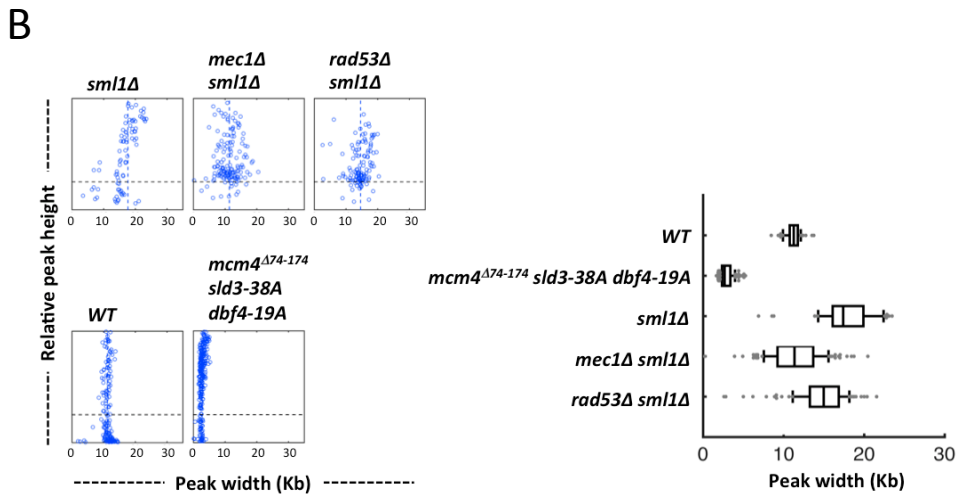 B
sml1Δ
mec1Δ
sml1Δ
rad53Δ
sml1Δ
0 10 20 30
0 10 20 30
0 10 20 30
Relative peak height
WT
mcm4Δ74-174
sld3-38A
dbf4-19A
0 10 20 30
0 10 20 30
Peak width (Kb)
WT
mcm4Δ74-174 sld3-38A dbf4-19A
sml1Δ
mec1Δ sml1Δ
rad53Δ sml1Δ
0 10 20 30
Peak width (Kb)